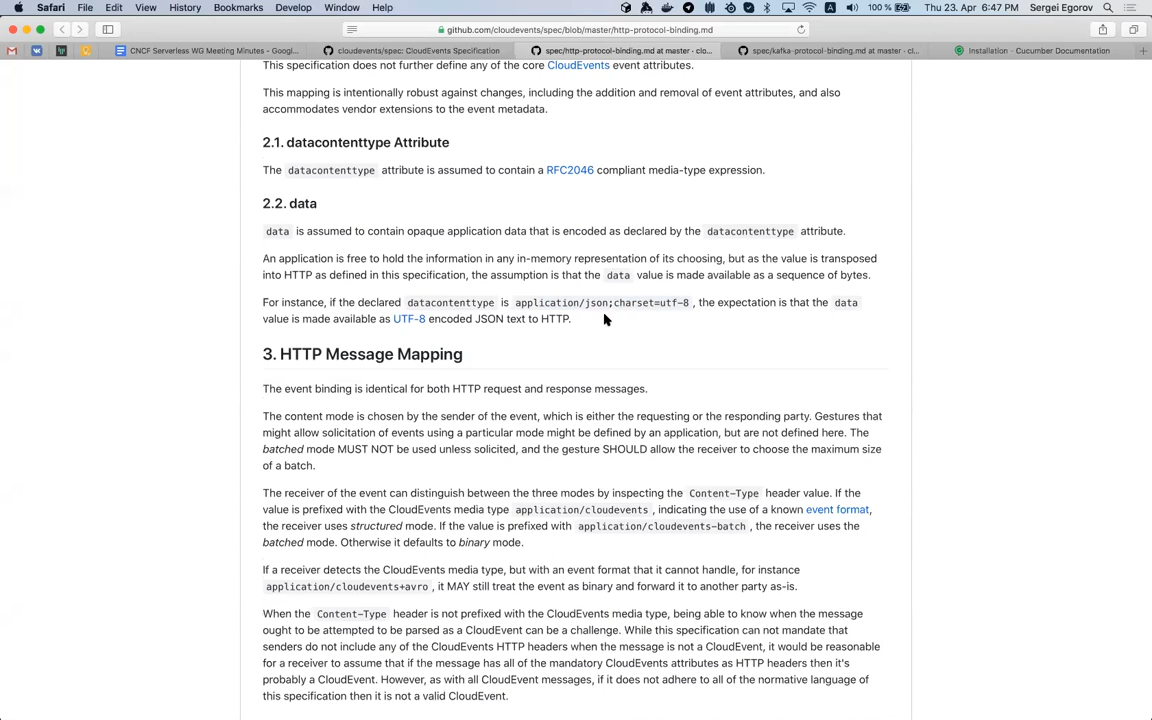 Safari File Edit View History Bookmarks Develop Window Help 100 % Thu 23. Apr 6:47 PM Sergei Egorov
github.com/cloudevents/spec/blob/master/http-protocol-binding.md
CNCF Serverless WG Meeting Minutes - Googl... cloudevents/spec: CloudEvents Specification spec/http-protocol-binding.md at master · clo... spec/kafka-protocol-binding.md at master · cl... Installation - Cucumber Documentation
This specification does not further define any of the core CloudEvents event attributes.
This mapping is intentionally robust against changes, including the addition and removal of event attributes, and also
accommodates vendor extensions to the event metadata.
2.1. datacontenttype Attribute
The datacontenttype attribute is assumed to contain a RFC2046 compliant media-type expression.
2.2. data
data is assumed to contain opaque application data that is encoded as declared by the datacontenttype attribute.
An application is free to hold the information in any in-memory representation of its choosing, but as the value is transposed
into HTTP as defined in this specification, the assumption is that the data value is made available as a sequence of bytes.
For instance, if the declared datacontenttype is application/json;charset=utf-8 , the expectation is that the data
value is made available as UTF-8 encoded JSON text to HTTP.
3. HTTP Message Mapping
The event binding is identical for both HTTP request and response messages.
The content mode is chosen by the sender of the event, which is either the requesting or the responding party. Gestures that
might allow solicitation of events using a particular mode might be defined by an application, but are not defined here. The
batched mode MUST NOT be used unless solicited, and the gesture SHOULD allow the receiver to choose the maximum size
of a batch.
The receiver of the event can distinguish between the three modes by inspecting the Content-Type header value. If the
value is prefixed with the CloudEvents media type application/cloudevents , indicating the use of a known event format,
the receiver uses structured mode. If the value is prefixed with application/cloudevents-batch , the receiver uses the
batched mode. Otherwise it defaults to binary mode.
If a receiver detects the CloudEvents media type, but with an event format that it cannot handle, for instance
application/cloudevents+avro , it MAY still treat the event as binary and forward it to another party as-is.
When the Content-Type header is not prefixed with the CloudEvents media type, being able to know when the message
ought to be attempted to be parsed as a CloudEvent can be a challenge. While this specification can not mandate that
senders do not include any of the CloudEvents HTTP headers when the message is not a CloudEvent, it would be reasonable
for a receiver to assume that if the message has all of the mandatory CloudEvents attributes as HTTP headers then it's
probably a CloudEvent. However, as with all CloudEvent messages, if it does not adhere to all of the normative language of
this specification then it is not a valid CloudEvent.